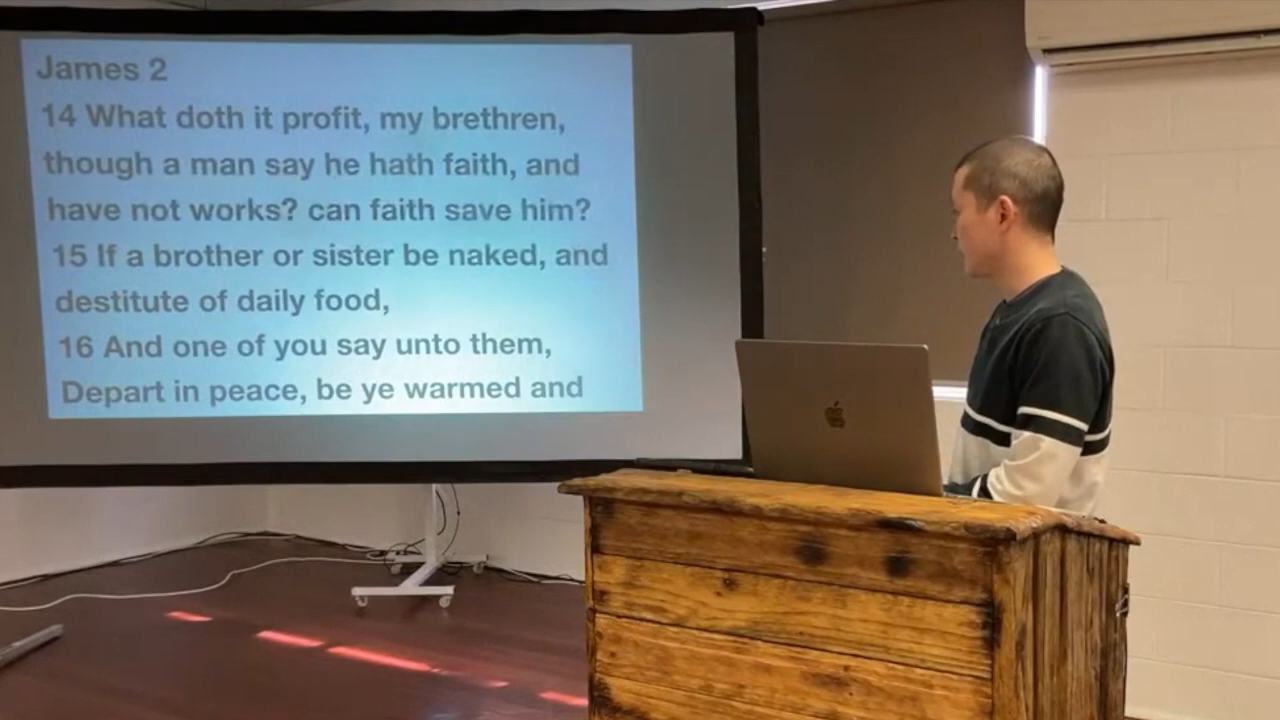 James 2
14 What doth it profit, my brethren,
though a man say he hath faith, and
have not works? can faith save him?
15 If a brother or sister be naked, and
destitute of daily food,
16 And one of you say unto them,
Depart in peace, be ye warmed and